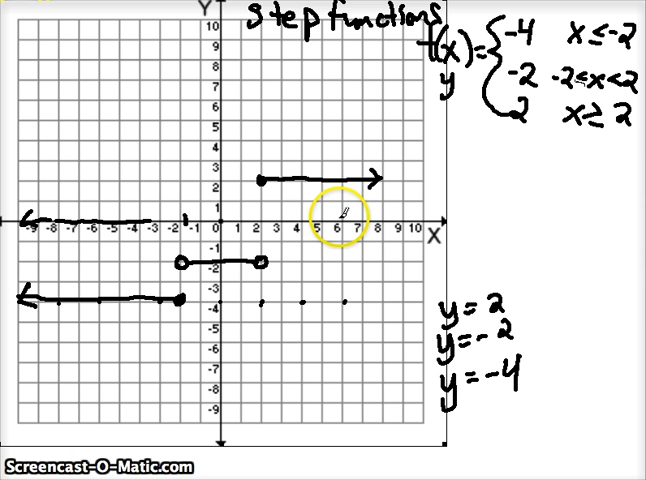 Y step functions
f(x) = { -4 x ≤ -2
y -2 -2 < x < 2
2 x ≥ 2
10
9
8
7
6
5
4
3
2
1
-9 -8 -7 -6 -5 -4 -3 -2 -1 0 1 2 3 4 5 6 7 8 9 10 X
-1
-2
-3
-4
-5
-6
-7
-8
-9
y = 2
y = -2
y = -4
Screencast-O-Matic.com